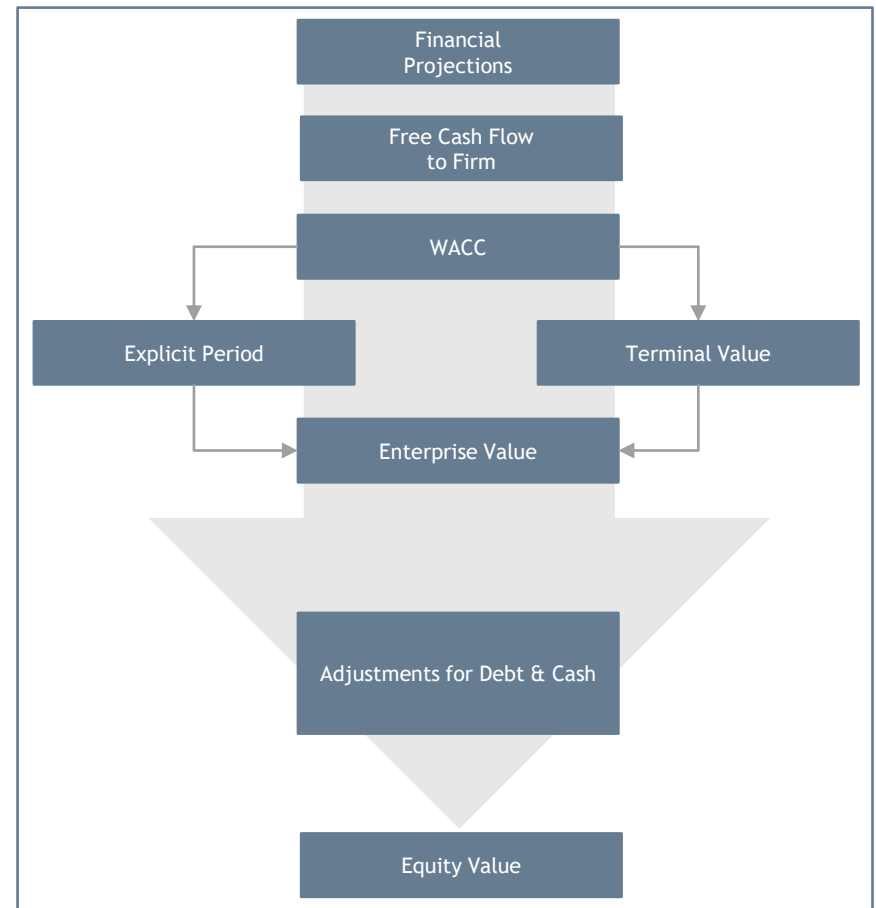 Financial
Projections
Free Cash Flow
to Firm
WACC
Explicit Period
Terminal Value
Enterprise Value
Adjustments for Debt & Cash
Equity Value